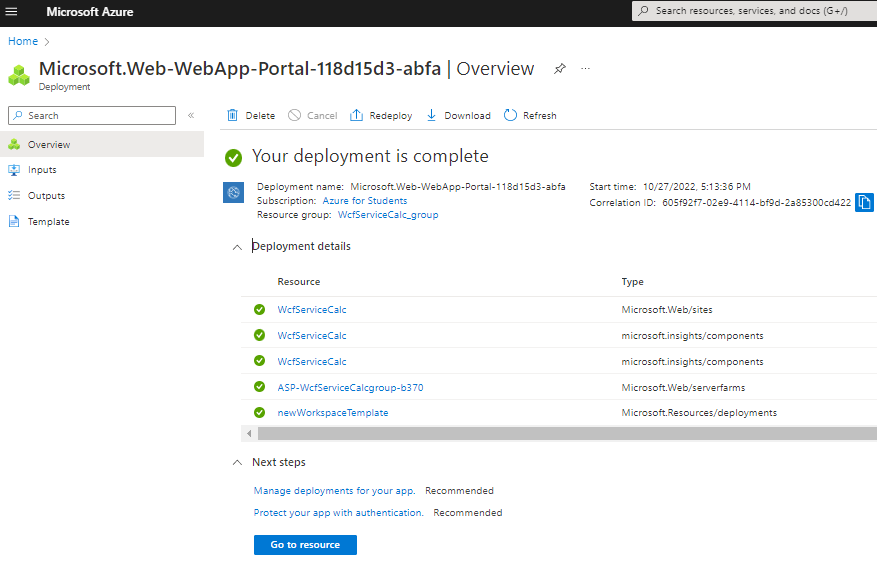 Microsoft Azure
Search resources, services, and docs (G+/)
Home
Microsoft.Web-WebApp-Portal-118d15d3-abfa | Overview
Deployment
Search
Overview
Inputs
Outputs
Template
Delete Cancel Redeploy Download Refresh
Your deployment is complete
Deployment name: Microsoft.Web-WebApp-Portal-118d15d3-abfa Start time: 10/27/2022, 5:13:36 PM
Subscription: Azure for Students Correlation ID: 605f92f7-02e9-4114-bf9d-2a85300cd422
Resource group: WcfServiceCalc_group
Deployment details
Resource Type
WcfServiceCalc Microsoft.Web/sites
WcfServiceCalc microsoft.insights/components
WcfServiceCalc microsoft.insights/components
ASP-WcfServiceCalcgroup-b370 Microsoft.Web/serverfarms
newWorkspaceTemplate Microsoft.Resources/deployments
Next steps
Manage deployments for your app. Recommended
Protect your app with authentication. Recommended
Go to resource